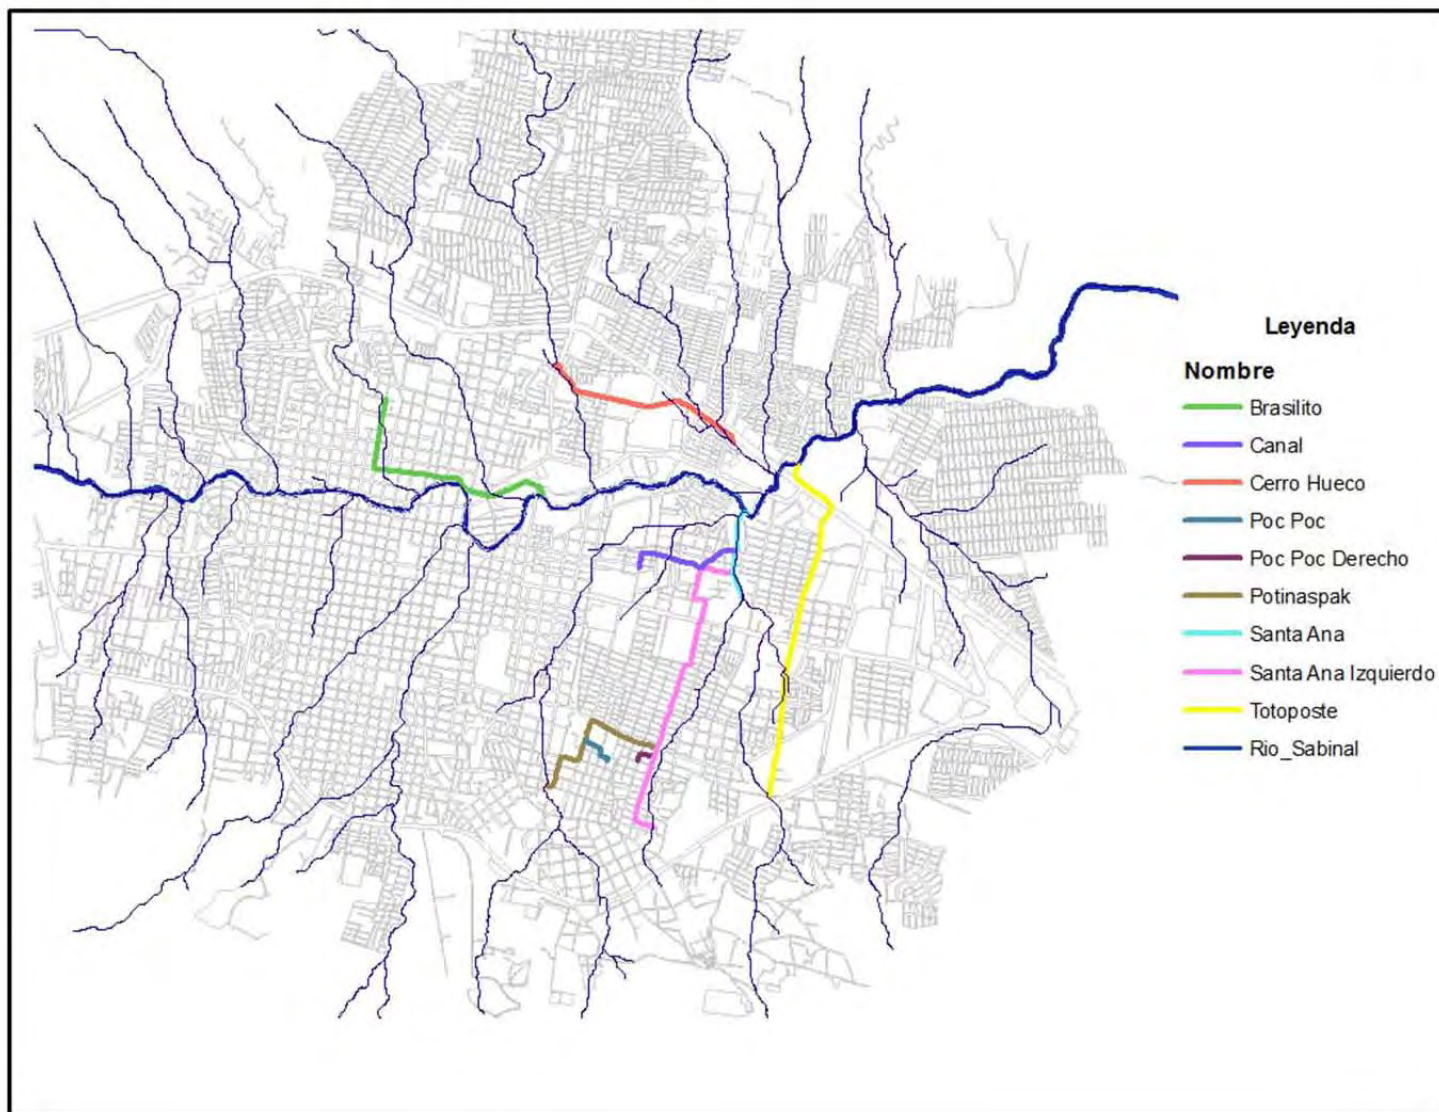 Leyenda
Nombre
Brasilito
Canal
Cerro Hueco
Poc Poc
Poc Poc Derecho
Potinaspak
Santa Ana
Santa Ana Izquierdo
Totoposte
Rio_Sabinal